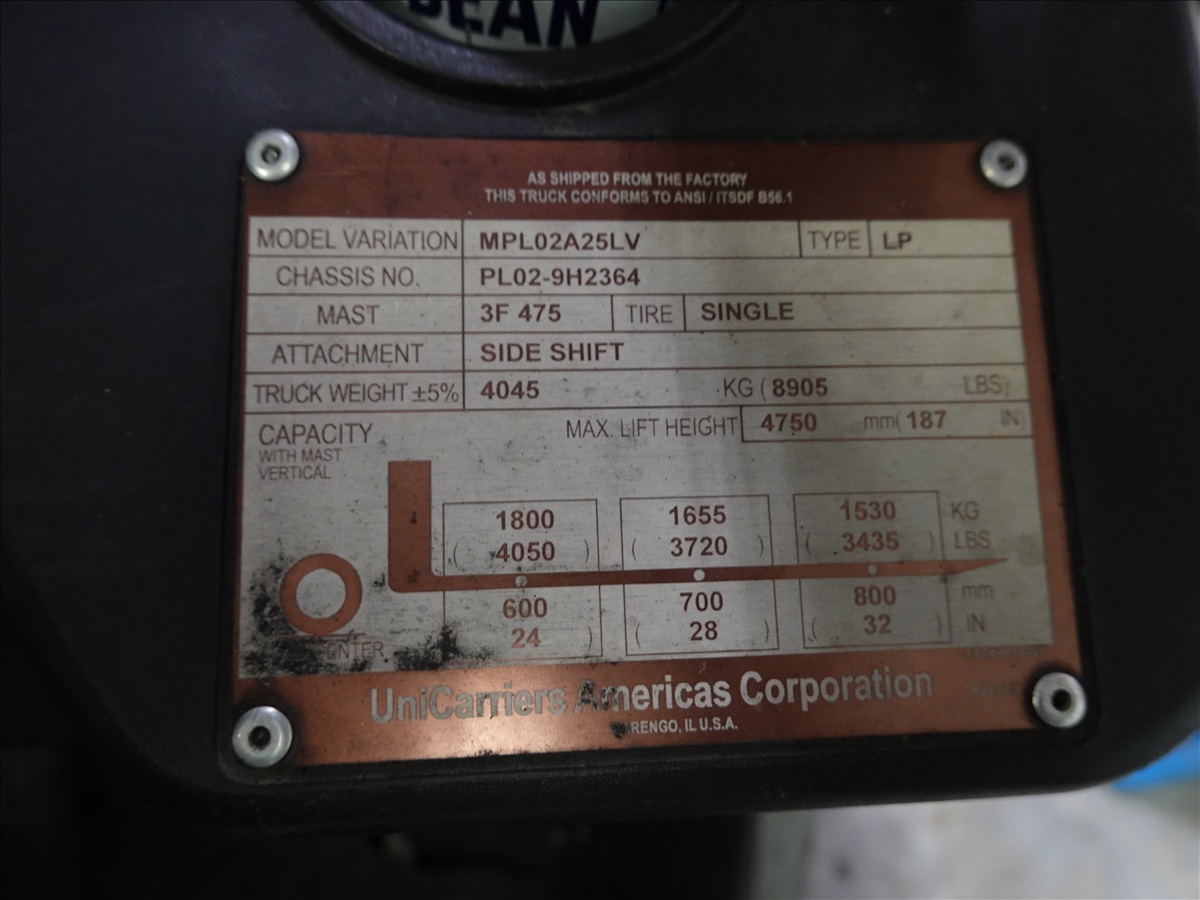 BEAN
AS SHIPPED FROM THE FACTORY
THIS TRUCK CONFORMS TO ANSI / ITSDF B56.1
MODEL VARIATION MPL02A25LV TYPE LP
CHASSIS NO. PL02-9H2364
MAST 3F 475 TIRE SINGLE
ATTACHMENT SIDE SHIFT
TRUCK WEIGHT ±5% 4045 KG ( 8905 LBS)
CAPACITY MAX. LIFT HEIGHT 4750 mm( 187 IN)
WITH MAST
VERTICAL
1800 1655 1530 KG
( 4050 ) ( 3720 ) ( 3435 ) LBS
600 700 800 mm
24 ) ( 28 ) ( 32 ) IN
ENTER
UniCarriers Americas Corporation
RENGO, IL U.S.A.